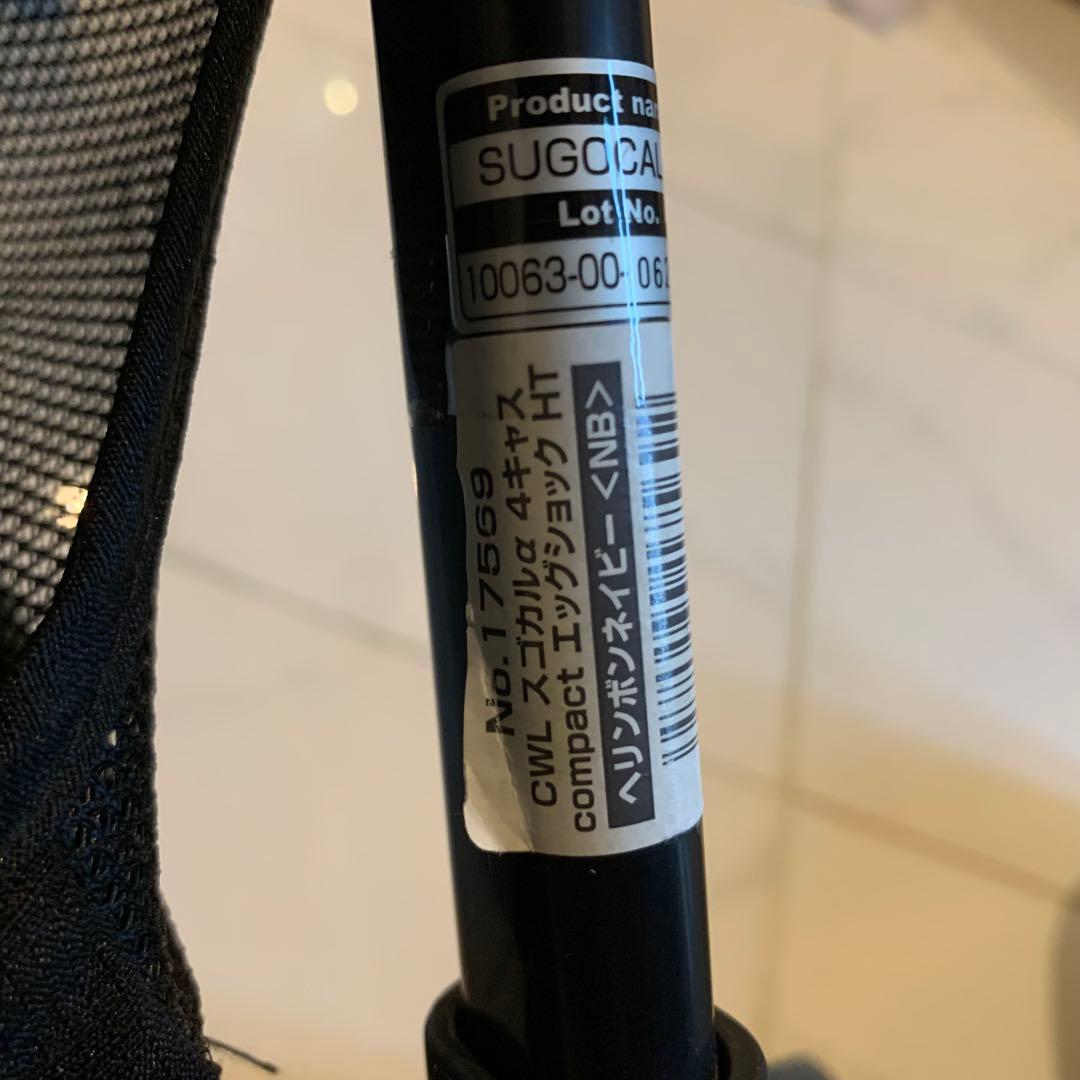 Product
SUGOCAL
Lot No.
10063-00- 062
No.17569
CWL スゴカルα 4キャス
compact エッグショック HT
ヘリンボンネイビー <NB>